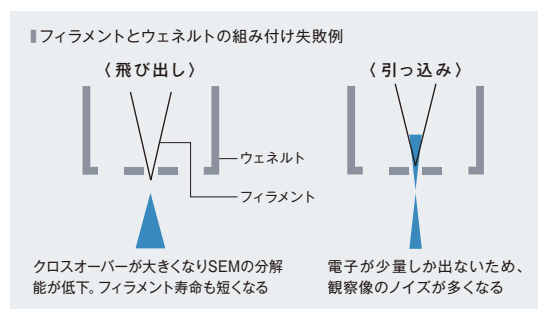 フィラメントとウェネルトの組み付け失敗例
〈飛び出し〉
〈引っ込み〉
ウェネルト
フィラメント
クロスオーバーが大きくなりSEMの分解
能が低下。フィラメント寿命も短くなる
電子が少量しか出ないため、
観察像のノイズが多くなる